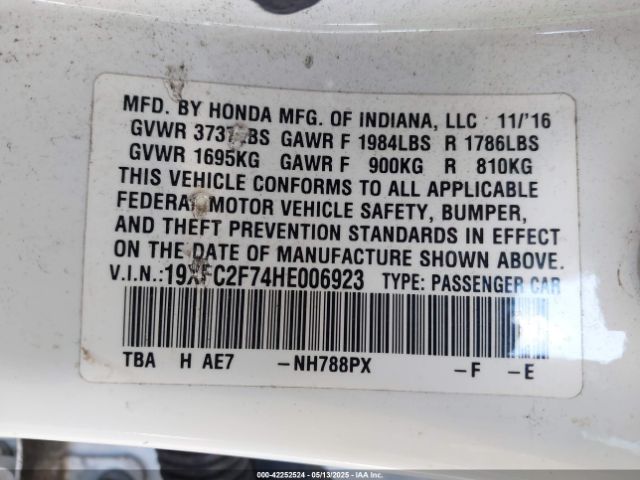 MFD. BY HONDA MFG. OF INDIANA, LLC 11/'16
GVWR LBS GAWR F 1984LBS R 1786LBS
GVWR 1695KG GAWR F 900KG R 810KG
THIS VEHICLE CONFORMS TO ALL APPLICABLE
FEDERAL MOTOR VEHICLE SAFETY, BUMPER,
AND THEFT PREVENTION STANDARDS IN EFFECT
ON THE DATE OF MANUFACTURE SHOWN ABOVE.
V.I.N.:19XFC2F74HE006923 TYPE: PASSENGER CAR
TBA H AE7 -NH788PX -F -E
000-42252524 - 05/13/2025 - IAA Inc.